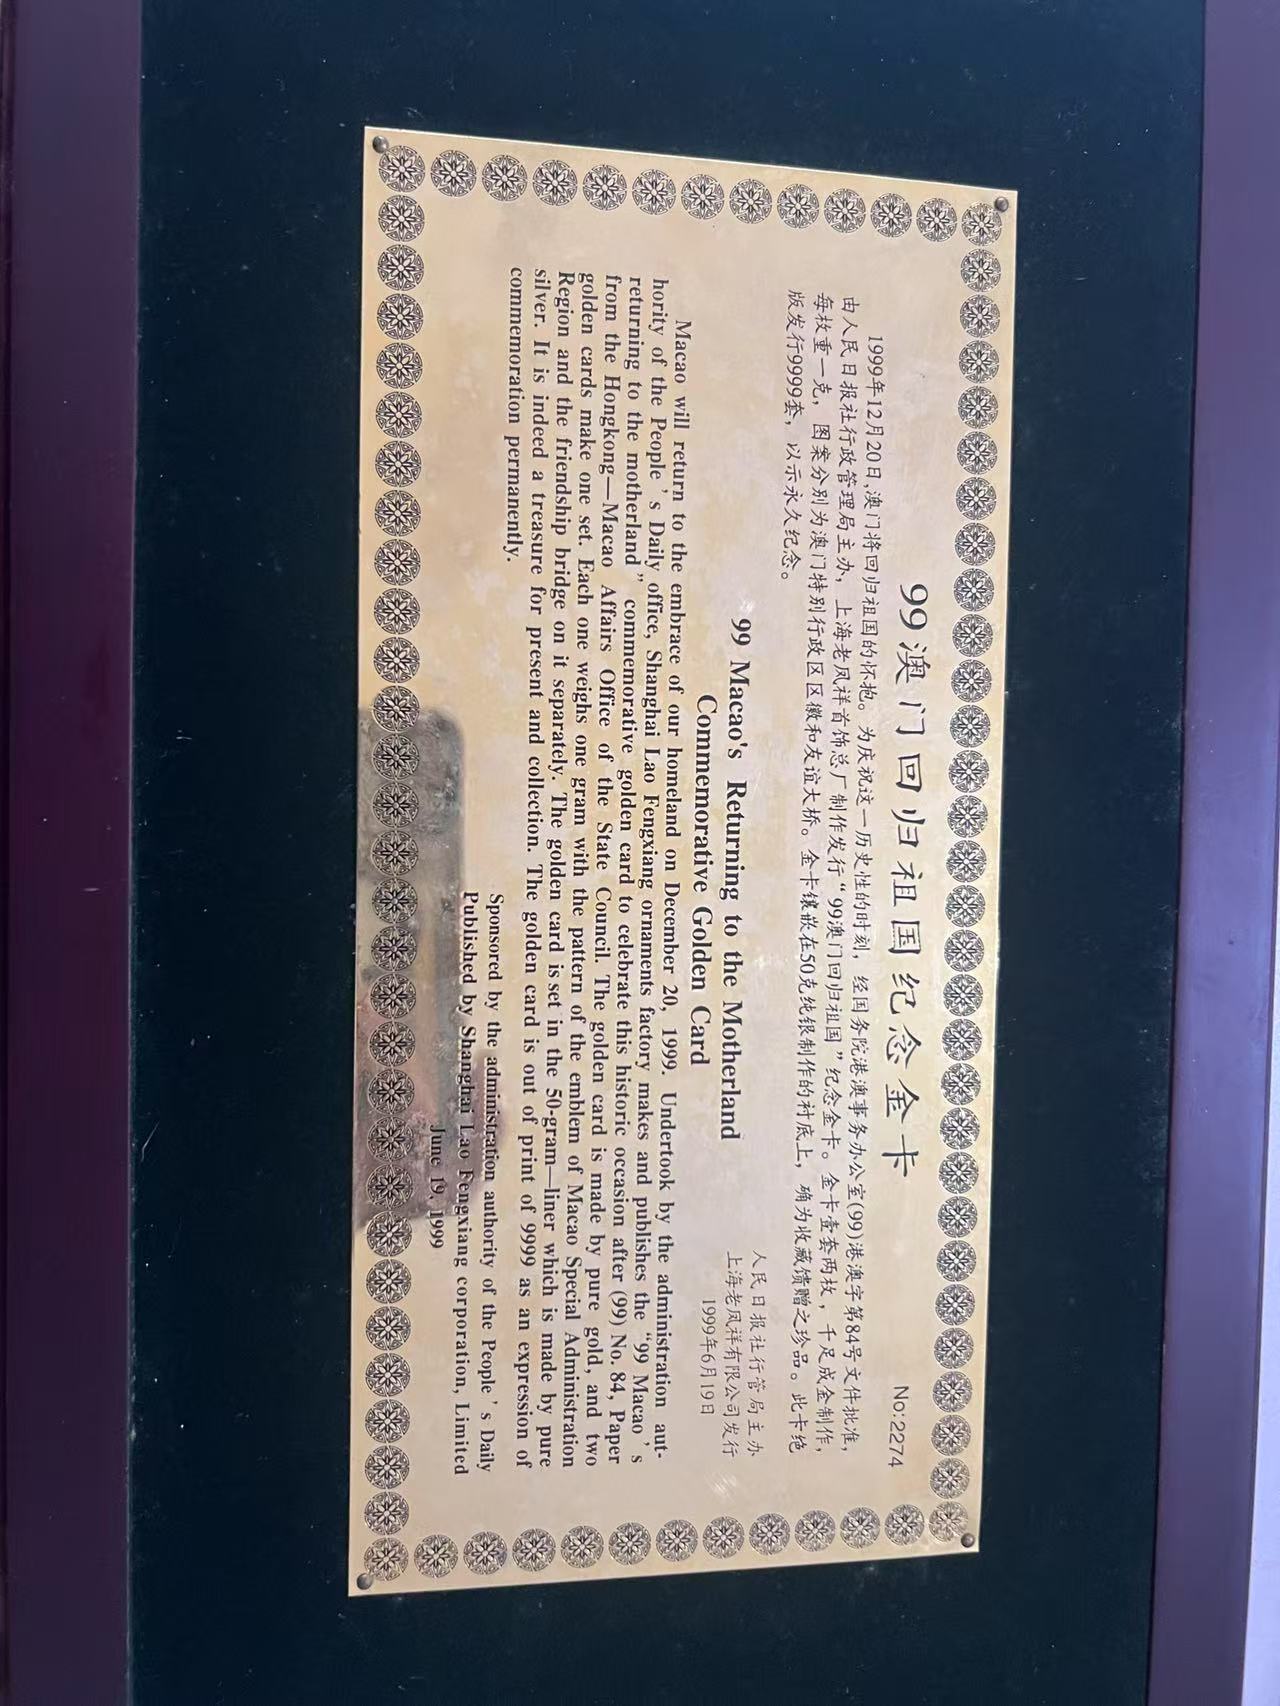 99澳门回归祖国纪念金卡
No:2274
1999年12月20日,澳门将回归祖国的怀抱。为庆祝这一历史性的时刻，经国务院港澳事务办公室(99)港澳字第84号文件批准，
由人民日报社行政管理局主办，上海老凤祥首饰总厂制作发行“99澳门回归祖国”纪念金卡。金卡壹套两枚，千足成金制作，
每枚重一克，图案分别为澳门特别行政区区徽和友谊大桥。金卡镶嵌在50克纯银制作的衬底上，确为收藏馈赠之珍品。此卡绝
版发行9999套，以示永久纪念。
人民日报社行管局主办
上海老凤祥有限公司发行
1999年6月19日
99 Macao's Returning to the Motherland
Commemorative Golden Card
Macao will return to the embrace of our homeland on December 20, 1999. Undertook by the administration aut-
hority of the People’s Daily office, Shanghai Lao Fengxiang ornaments factory makes and publishes the “99 Macao’s
returning to the motherland” commemorative golden card to celebrate this historic occasion after (99) No. 84, Paper
from the Hongkong—Macao Affairs Office of the State Council. The golden card is made by pure gold, and two
golden cards make one set. Each one weighs one gram with the pattern of the emblem of Macao Special Administration
Region and the friendship bridge on it separately. The golden card is set in the 50-gram—liner which is made by pure
silver. It is indeed a treasure for present and collection. The golden card is out of print of 9999 as an expression of
commemoration permanently.
Sponsored by the administration authority of the People’s Daily
Published by Shanghai Lao Fengxiang corporation, Limited
June 19, 1999